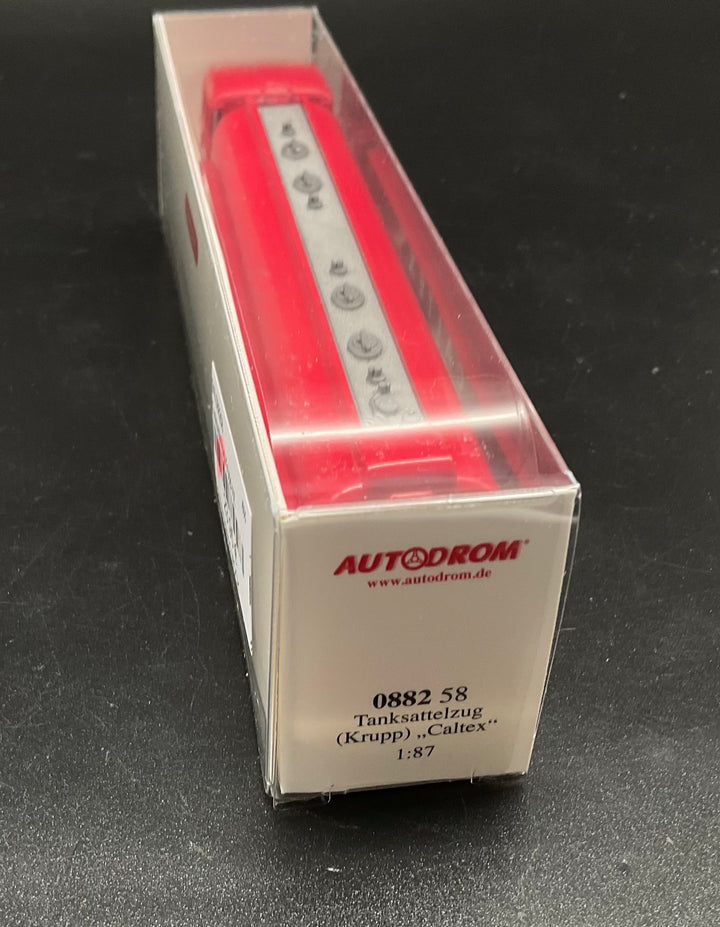 AUTODROM®
www.autodrom.de
0882 58
Tanksattelzug
(Krupp) „Caltex“
1:87